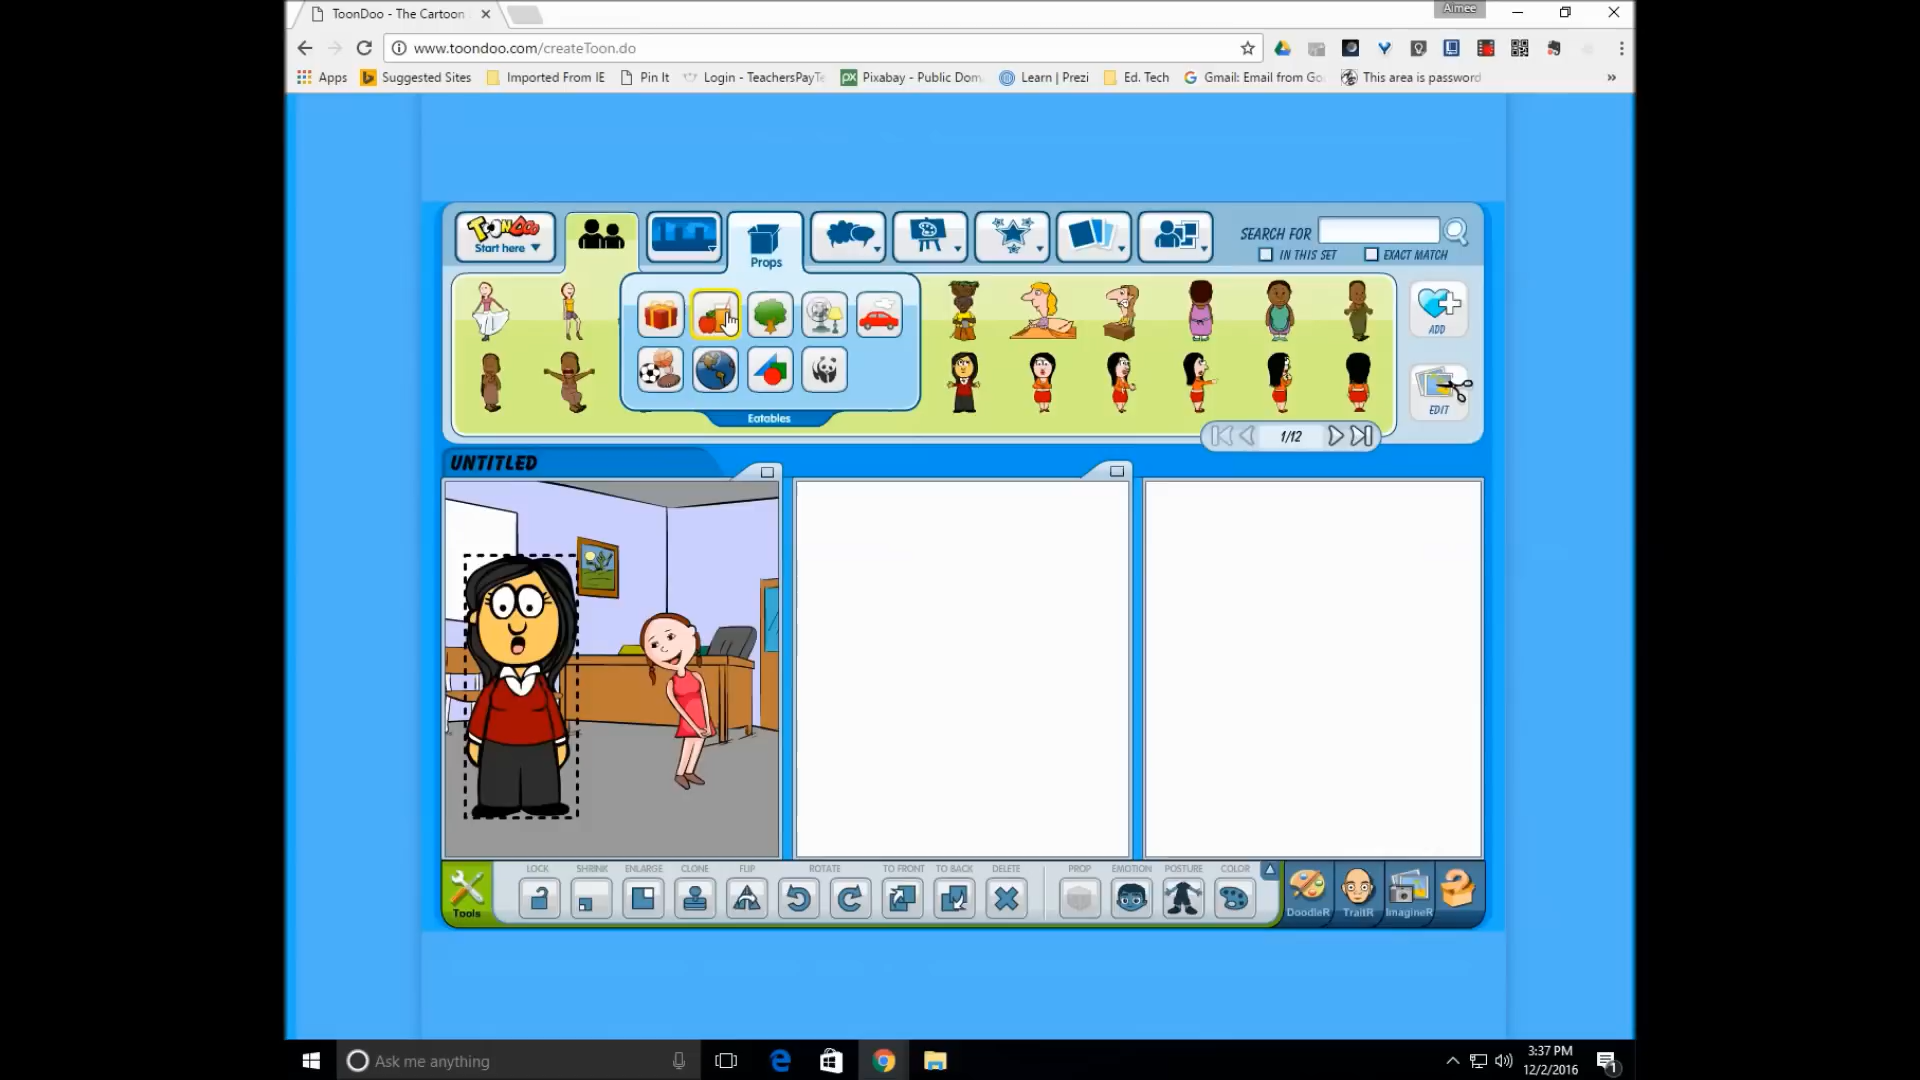 ToonDoo - The Cartoon
Aimee
www.toondoo.com/createToon.do
Apps
Suggested Sites
Imported From IE
Pin It
Login - TeachersPayTe
Pixabay - Public Dom
Learn | Prezi
Ed. Tech
Gmail: Email from Go
This area is password
»
TOONDOO
Start here
Props
SEARCH FOR
IN THIS SET
EXACT MATCH
ADD
EDIT
Eatables
1/12
UNTITLED
LOCK
SHRINK
ENLARGE
CLONE
FLIP
ROTATE
TO FRONT
TO BACK
DELETE
PROP
EMOTION
POSTURE
COLOR
Tools
DoodleR
TraitR
ImagineR
Ask me anything
3:37 PM
12/2/2016
1